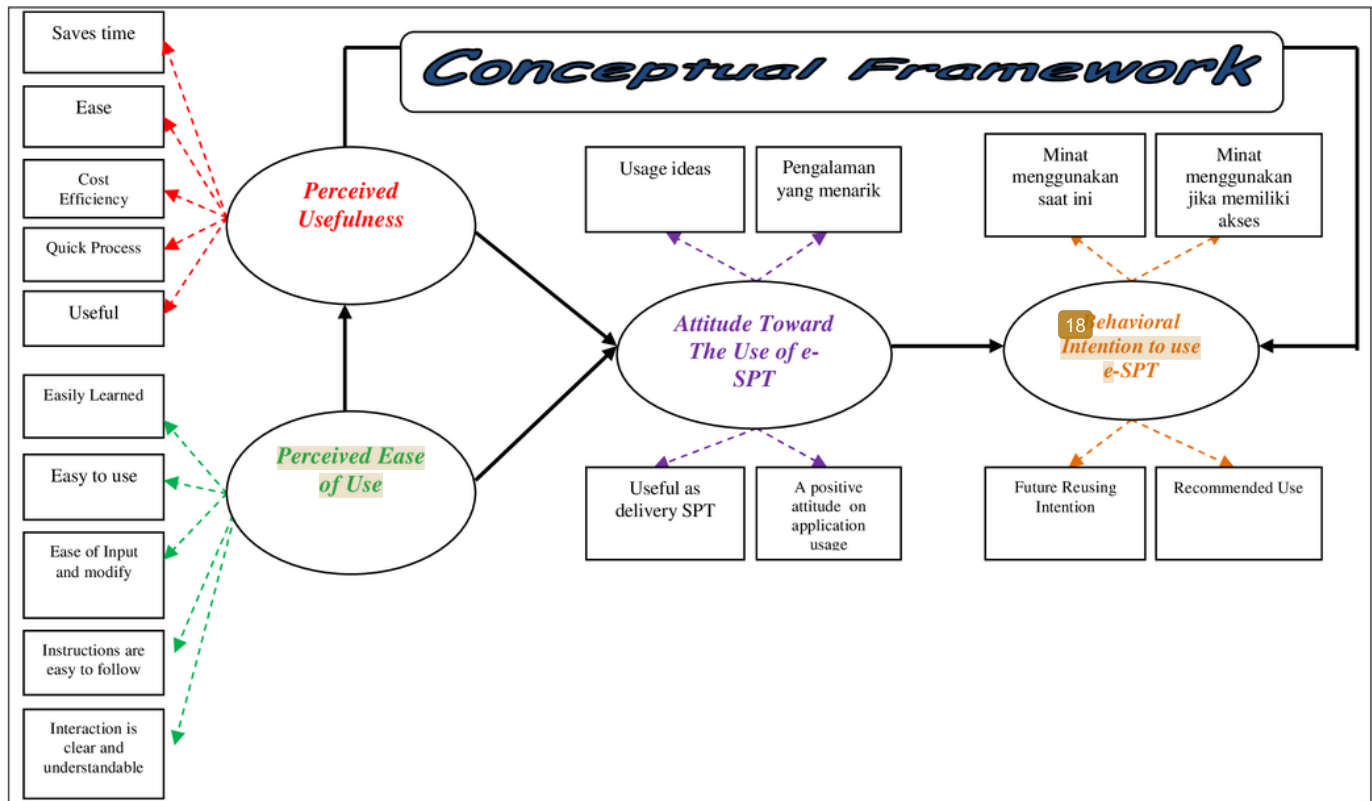 Conceptual Framework
Saves time
Ease
Cost
Efficiency
Quick Process
Useful
Perceived
Usefulness
Easily Learned
Easy to use
Ease of Input
and modify
Instructions are
easy to follow
Interaction is
clear and
understandable
Perceived Ease
of Use
Usage ideas
Pengalaman
yang menarik
Attitude Toward
The Use of e-
SPT
Useful as
delivery SPT
A positive
attitude on
application
usage
Minat
menggunakan
saat ini
Minat
menggunakan
jika memiliki
akses
18
Behavioral
Intention to use
e-SPT
Future Reusing
Intention
Recommended Use